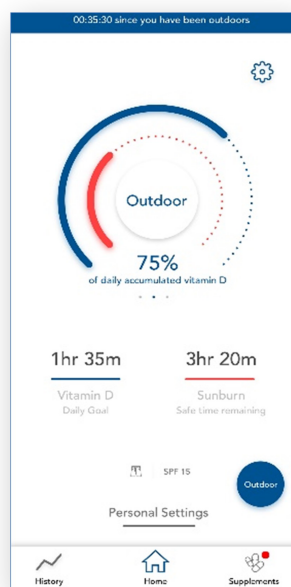 00:35:30 since you have been outdoors
Outdoor
75%
of daily accumulated vitamin D
1hr 35m
3hr 20m
Vitamin D
Sunburn
Daily Goal
Safe time remaining
SPF 15
Outdoor
Personal Settings
History
Home
Supplements